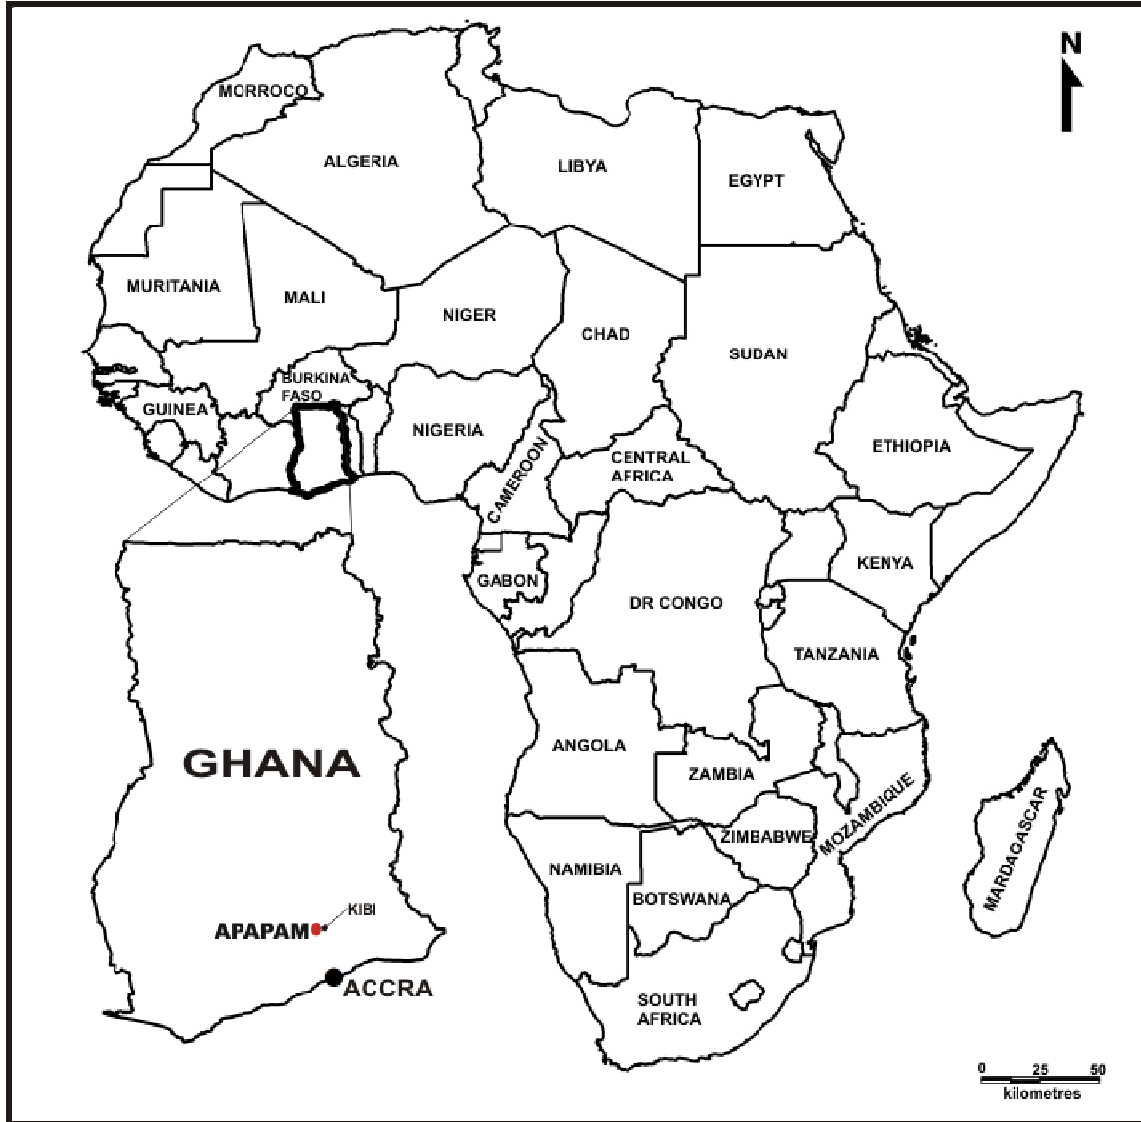 N
MORROCO
ALGERIA
LIBYA
EGYPT
MURITANIA
MALI
NIGER
CHAD
SUDAN
BURKINA
FASO
GUINEA
NIGERIA
CAMEROON
CENTRAL
AFRICA
ETHIOPIA
GABON
DR CONGO
KENYA
TANZANIA
ANGOLA
ZAMBIA
MOZAMBIQUE
ZIMBABWE
NAMIBIA
BOTSWANA
MARDAGASCAR
SOUTH
AFRICA
GHANA
KIBI
APAPAM
ACCRA
0 25 50
kilometres